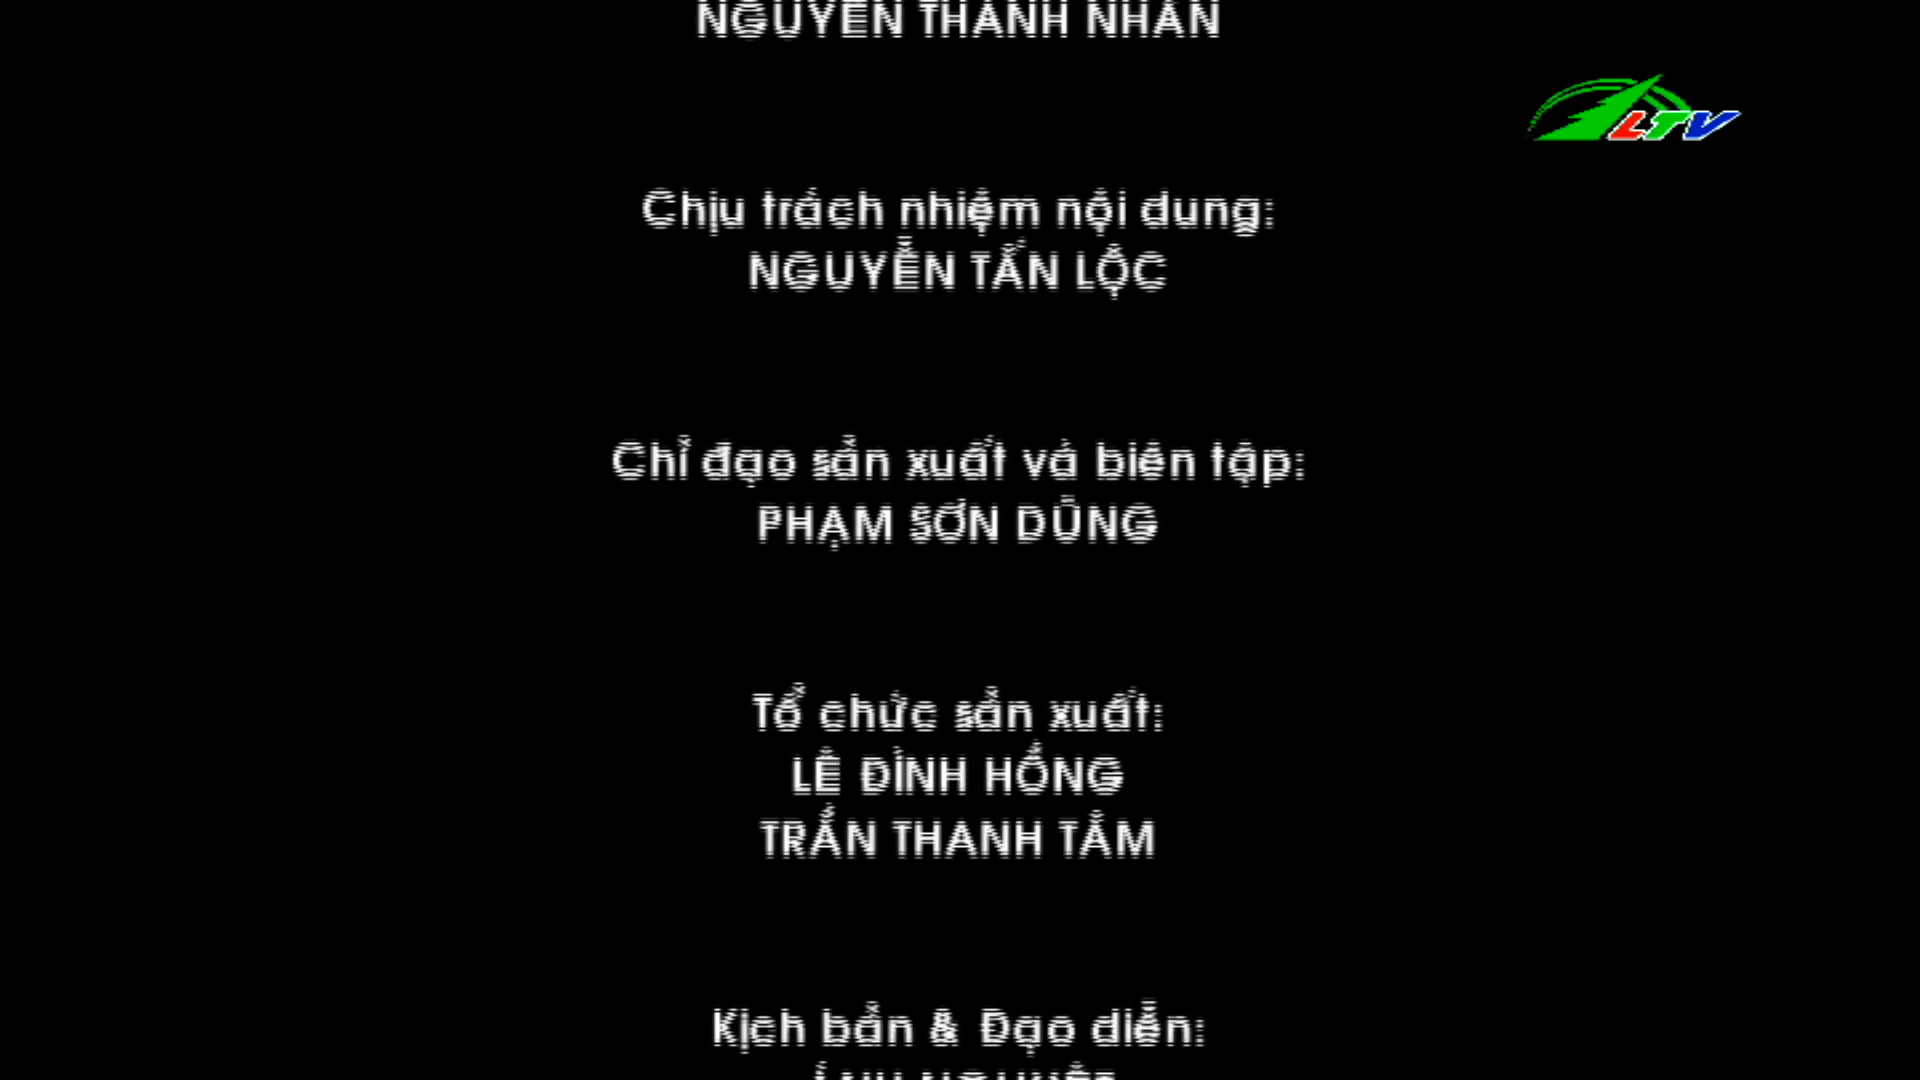 NGUYỄN THÀNH NHÂN
LTV
Chịu trách nhiệm nội dung:
NGUYỄN TẤN LỘC
Chỉ đạo sản xuất và biên tập:
PHẠM SƠN DŨNG
Tổ chức sản xuất:
LÊ ĐÌNH HỒNG
TRẦN THANH TÂM
Kịch bản & Đạo diễn: